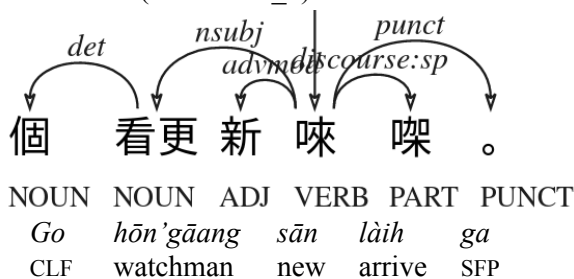 det nsubj advmod discourse:sp punct
個 看更 新 唻 㗎 。
NOUN NOUN ADJ VERB PART PUNCT
Go hōn’gāang sān làih ga
CLF watchman new arrive SFP